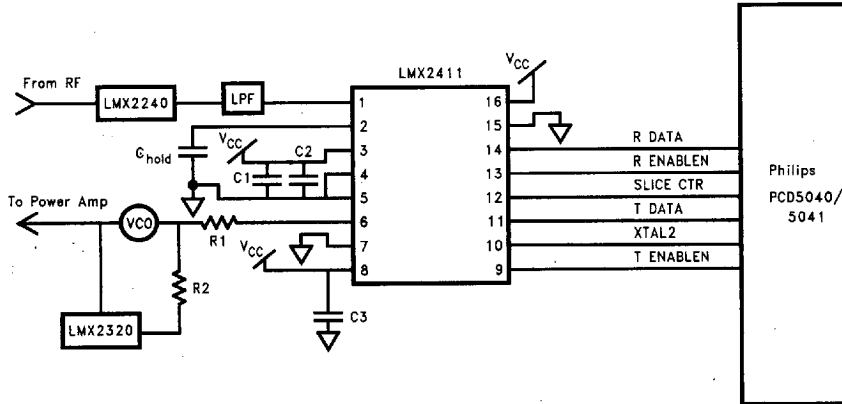 LMX2411
From RF
LMX2240
LPF
1
2
3
4
5
6
7
8
16
15
14
13
12
11
10
9
VCC
Chold
VCC
C1
C2
To Power Amp
VCO
R1
VCC
R2
LMX2320
C3
R DATA
R ENABLEN
SLICE CTR
T DATA
XTAL2
T ENABLEN
Philips
PCD5040/
5041